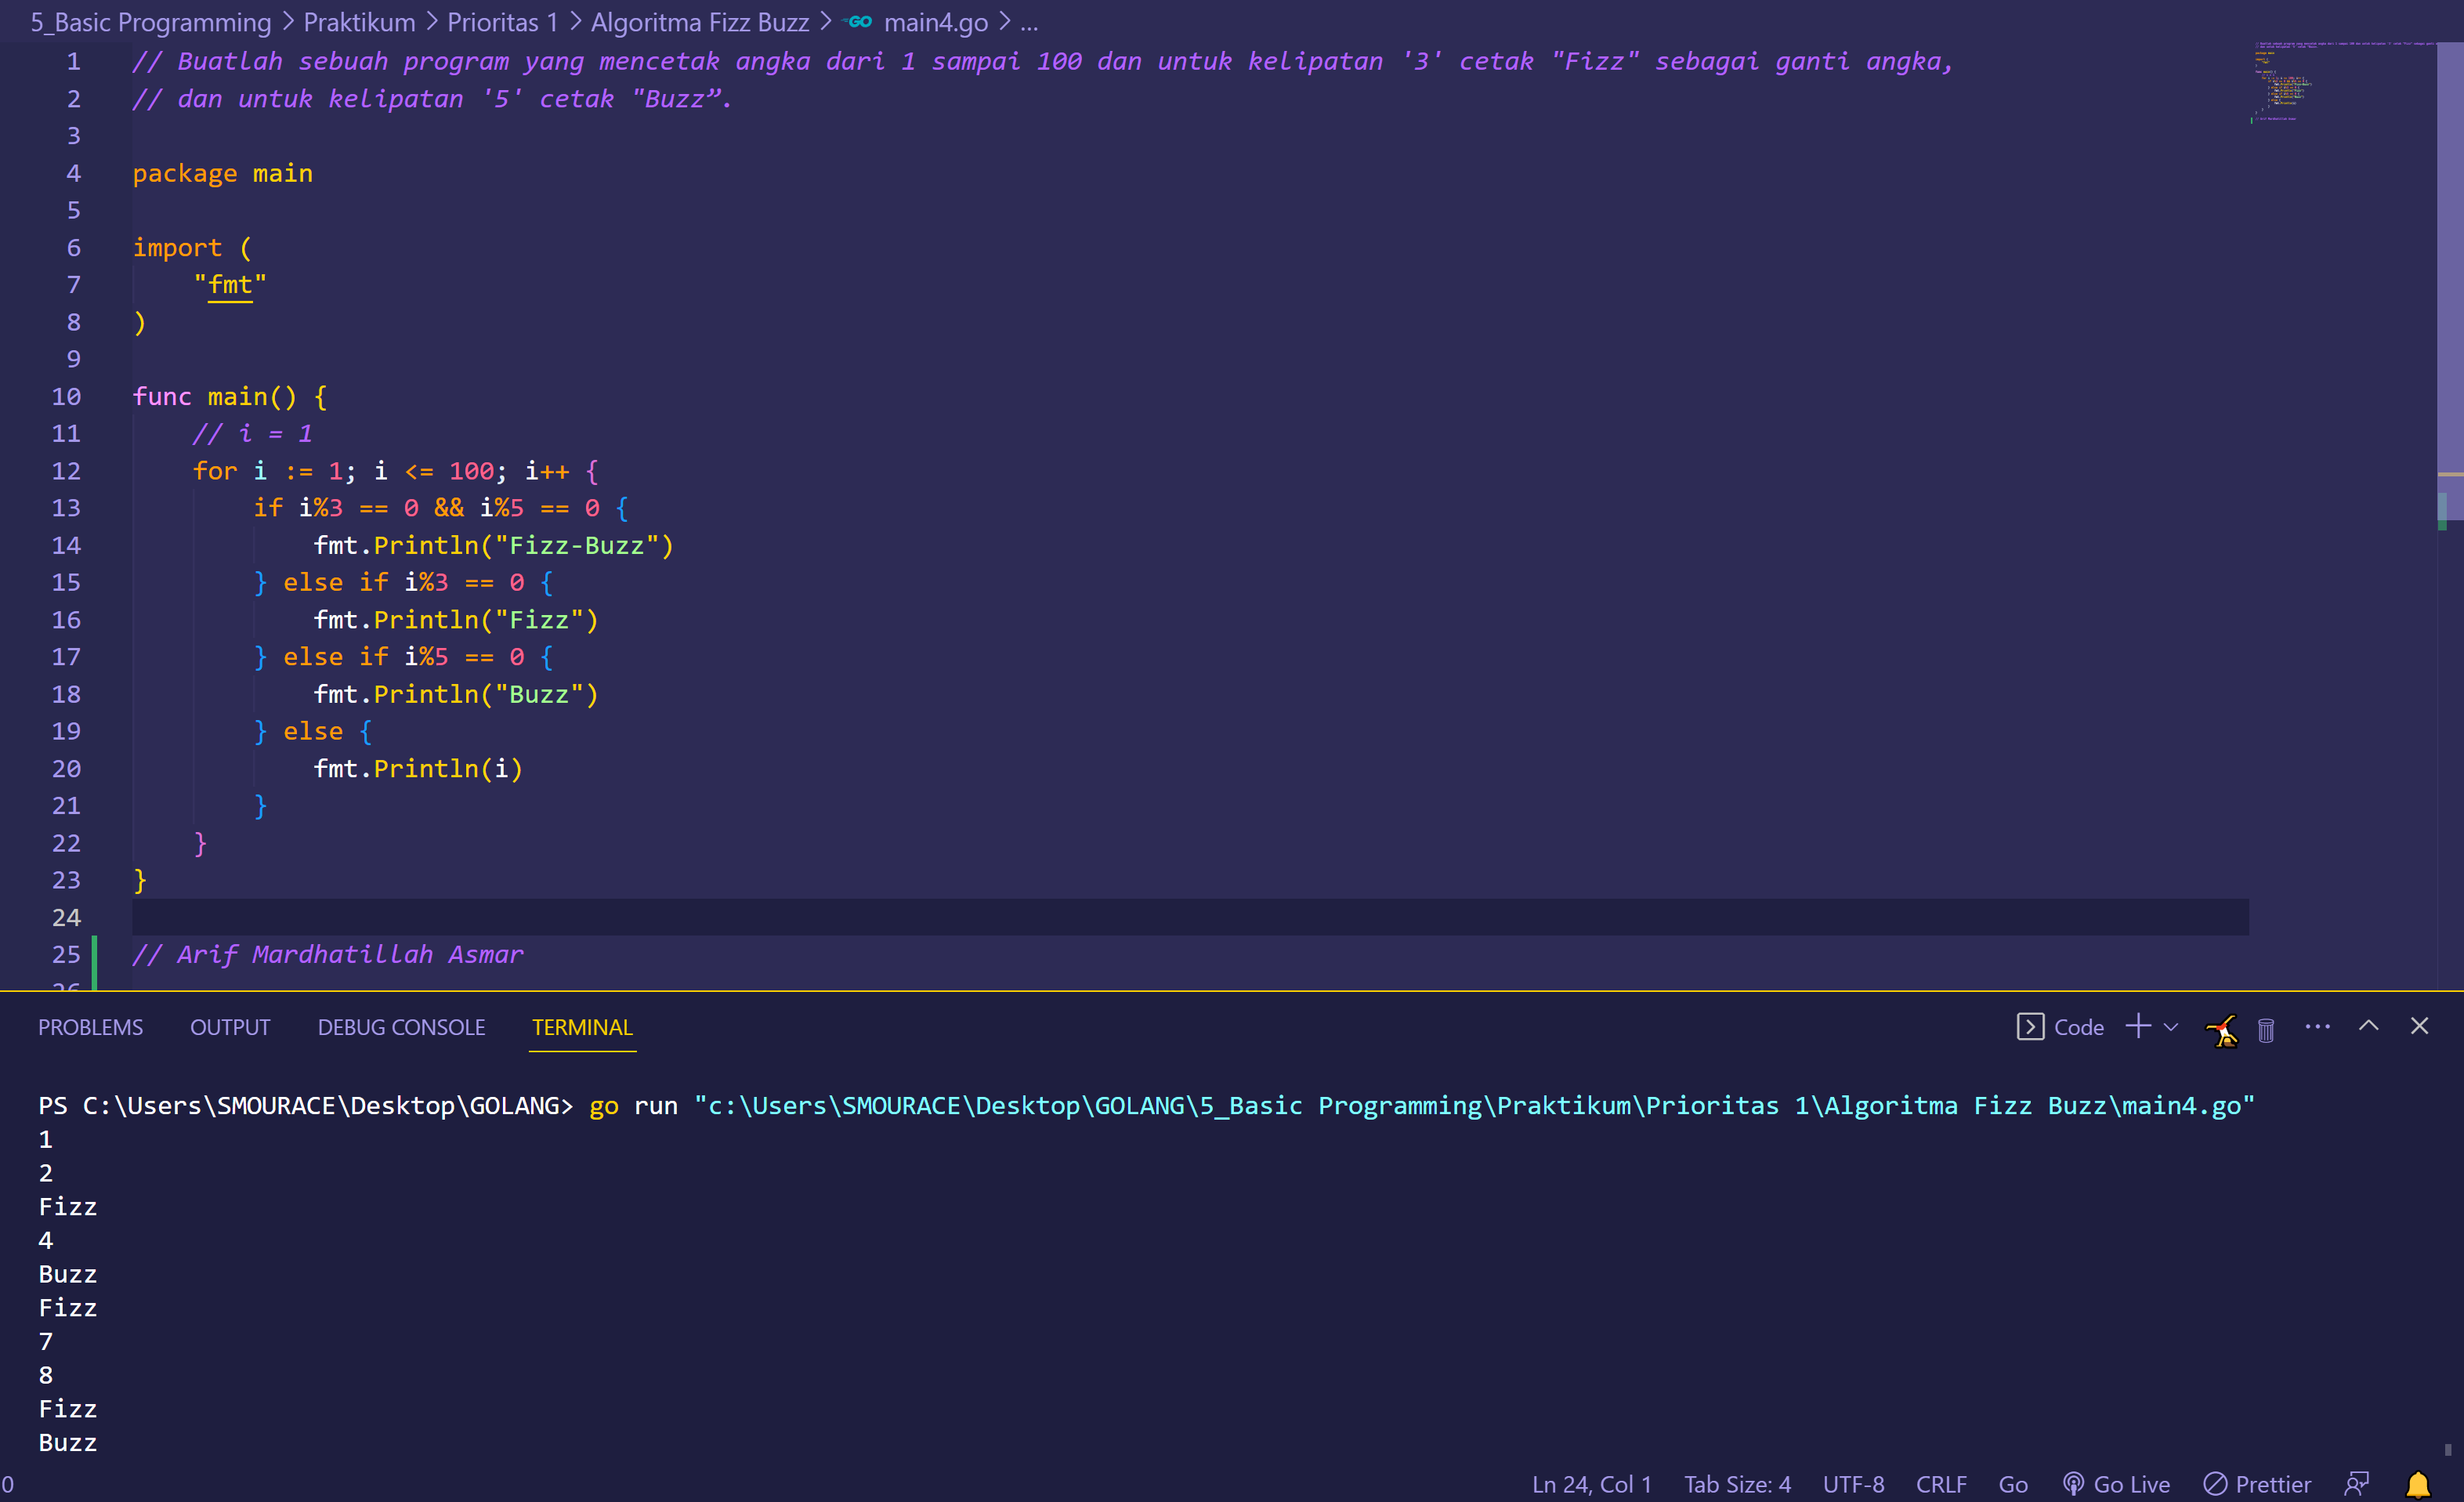 5_Basic Programming > Praktikum > Prioritas 1 > Algoritma Fizz Buzz > GO main4.go > ...
1 // Buatlah sebuah program yang mencetak angka dari 1 sampai 100 dan untuk kelipatan '3' cetak "Fizz" sebagai ganti angka,
2 // dan untuk kelipatan '5' cetak "Buzz”.
3
4 package main
5
6 import (
7     "fmt"
8 )
9
10 func main() {
11     // i = 1
12     for i := 1; i <= 100; i++ {
13         if i%3 == 0 && i%5 == 0 {
14             fmt.Println("Fizz-Buzz")
15         } else if i%3 == 0 {
16             fmt.Println("Fizz")
17         } else if i%5 == 0 {
18             fmt.Println("Buzz")
19         } else {
20             fmt.Println(i)
21         }
22     }
23 }
24
25 // Arif Mardhatillah Asmar
26
PROBLEMS OUTPUT DEBUG CONSOLE TERMINAL Code
PS C:\Users\SMOURACE\Desktop\GOLANG> go run "c:\Users\SMOURACE\Desktop\GOLANG\5_Basic Programming\Praktikum\Prioritas 1\Algoritma Fizz Buzz\main4.go"
1
2
Fizz
4
Buzz
Fizz
7
8
Fizz
Buzz
0 Ln 24, Col 1 Tab Size: 4 UTF-8 CRLF Go Go Live Prettier